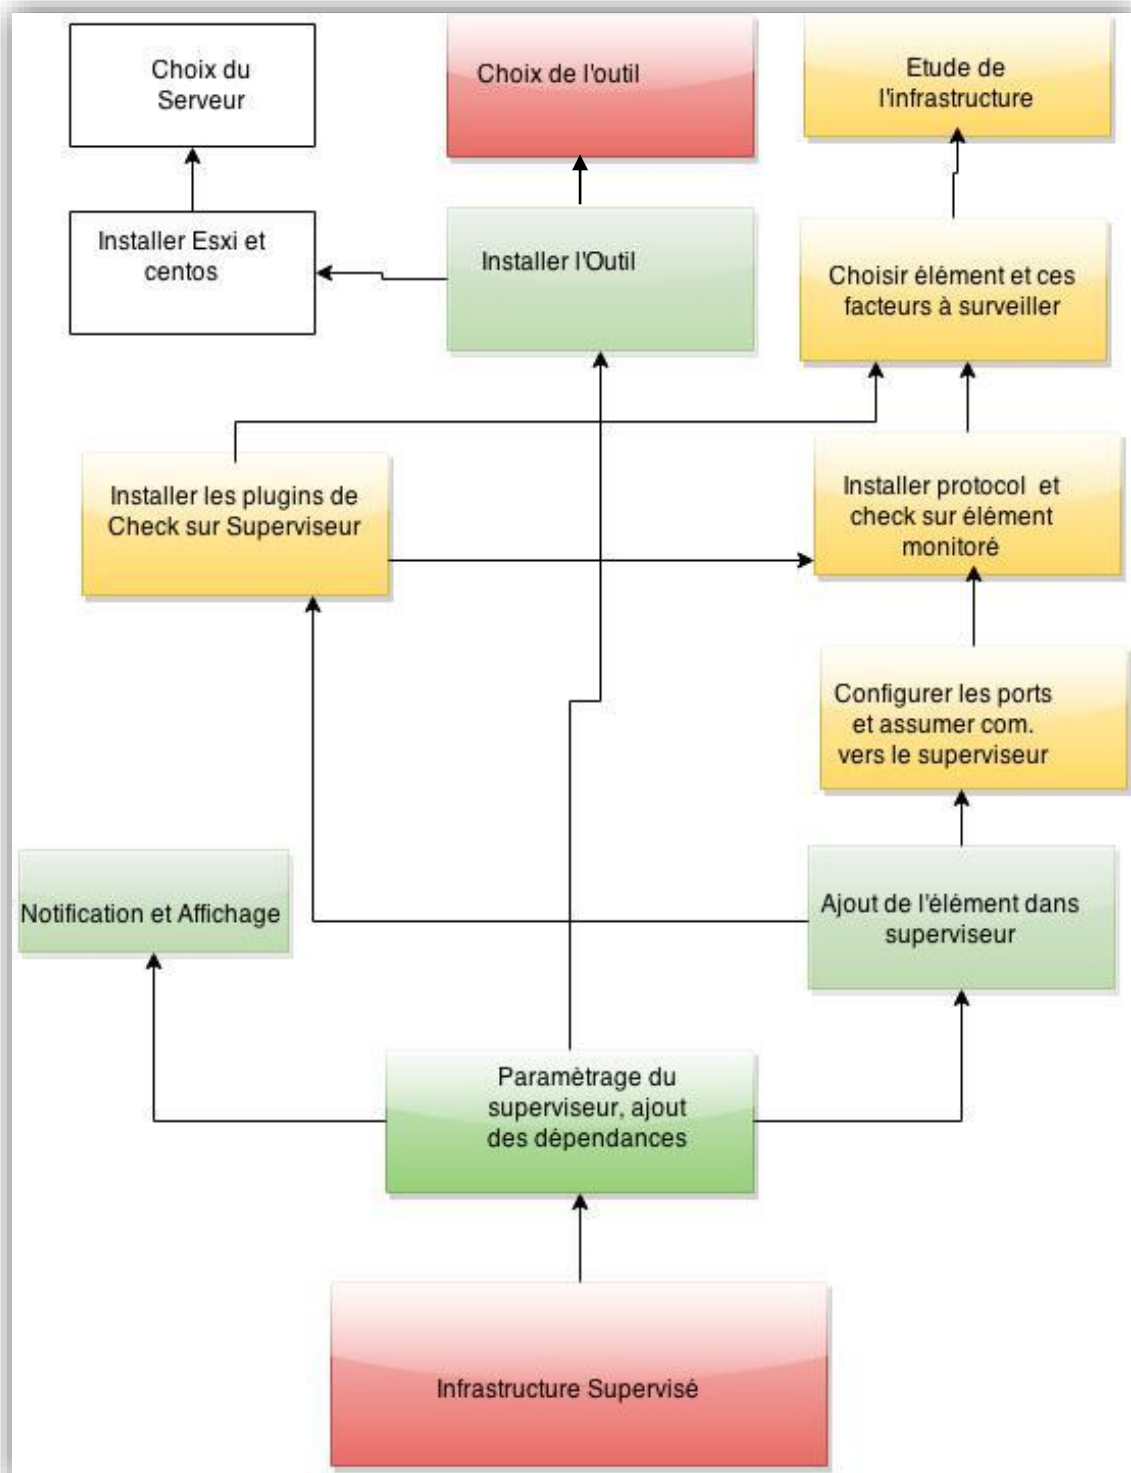 Choix du
Serveur
Choix de l'outil
Etude de
l'infrastructure
Installer Esxi et
centos
Installer l'Outil
Choisir élément et ces
facteurs à surveiller
Installer les plugins de
Check sur Superviseur
Installer protocol et
check sur élément
monitoré
Configurer les ports
et assumer com.
vers le superviseur
Notification et Affichage
Ajout de l'élément dans
superviseur
Paramètrage du
superviseur, ajout
des dépendances
Infrastructure Supervisé